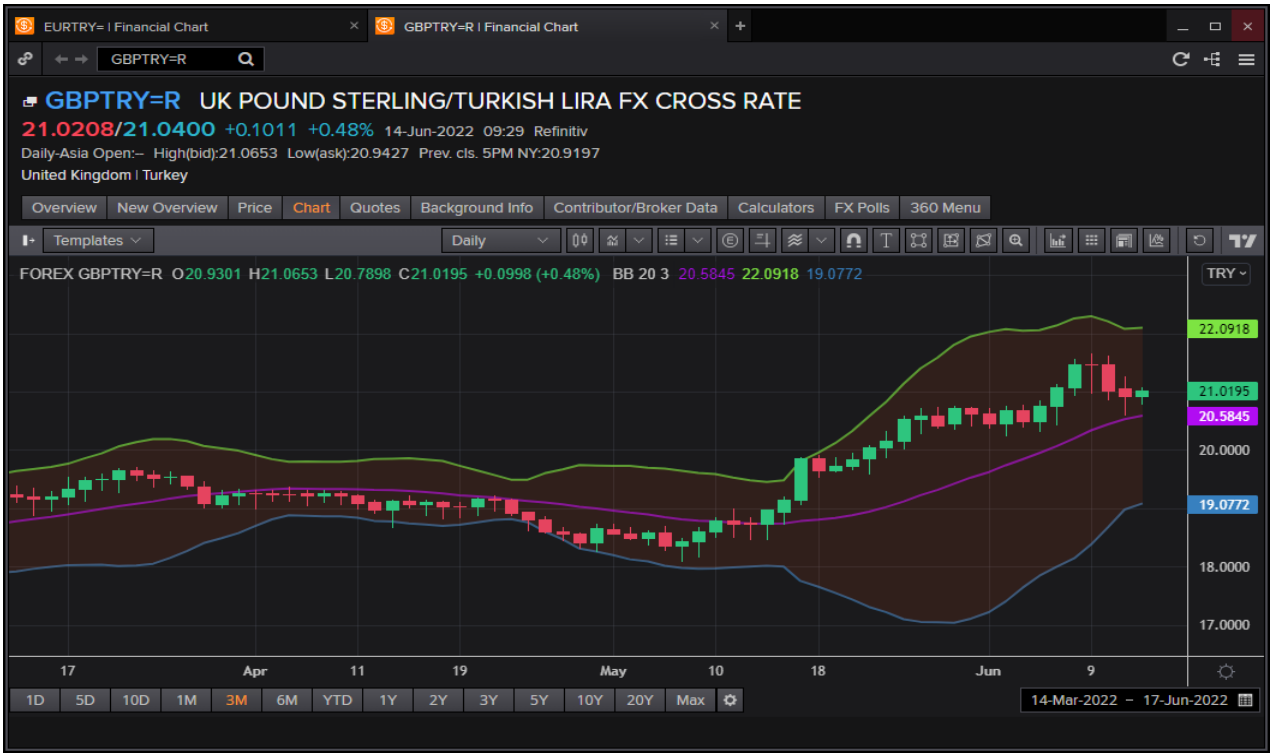 EURTRY= | Financial Chart
GBPTRY=R | Financial Chart
GBPTRY=R
GBPTRY=R UK POUND STERLING/TURKISH LIRA FX CROSS RATE
21.0208/21.0400 +0.1011 +0.48% 14-Jun-2022 09:29 Refinitiv
Daily-Asia Open:-- High(bid):21.0653 Low(ask):20.9427 Prev. cls. 5PM NY:20.9197
United Kingdom | Turkey
Overview New Overview Price Chart Quotes Background Info Contributor/Broker Data Calculators FX Polls 360 Menu
Templates Daily E T
FOREX GBPTRY=R O20.9301 H21.0653 L20.7898 C21.0195 +0.0998 (+0.48%) BB 20 3 20.5845 22.0918 19.0772
TRY
22.0918
21.0195
20.5845
20.0000
19.0772
18.0000
17.0000
17 Apr 11 19 May 10 18 Jun 9
1D 5D 10D 1M 3M 6M YTD 1Y 2Y 3Y 5Y 10Y 20Y Max
14-Mar-2022 – 17-Jun-2022